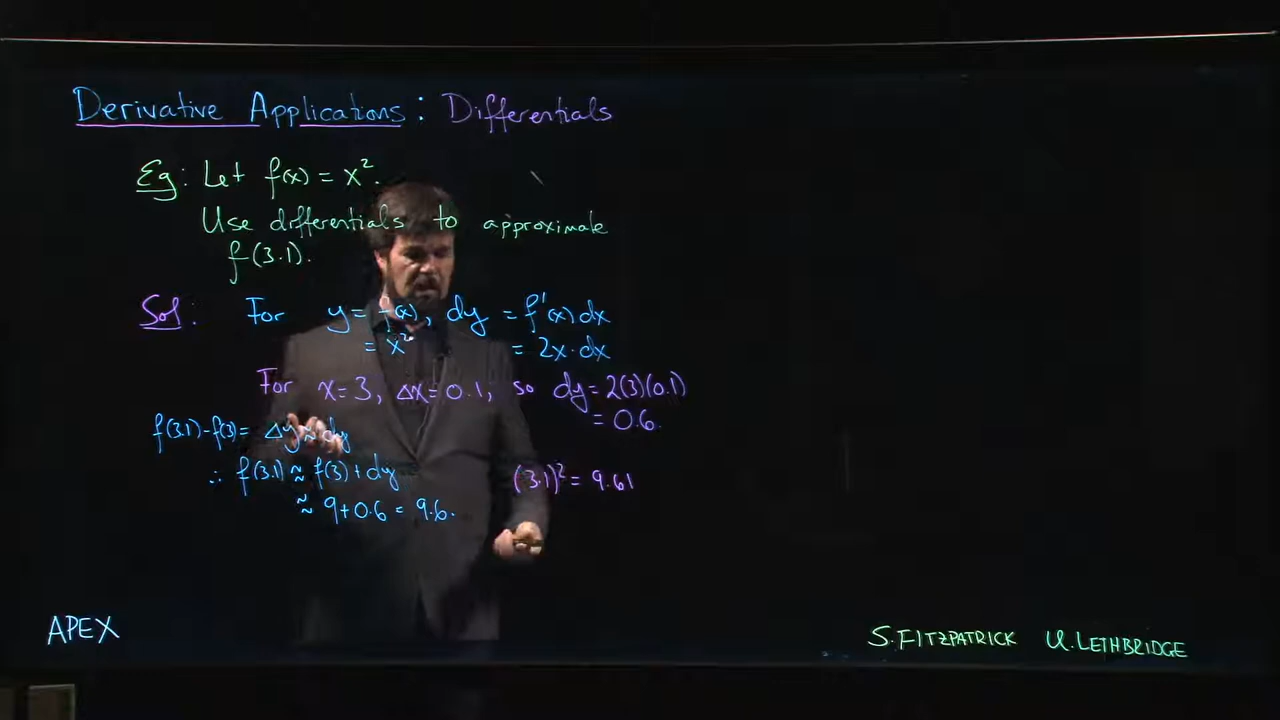 Derivative Applications: Differentials
Eg: Let f(x) = x².
Use differentials to approximate
f(3.1).
Sol: For y = f(x), dy = f'(x) dx
= x² = 2x·dx
For x=3, Δx=0.1, so dy=2(3)(0.1)
= 0.6.
f(3.1)-f(3)= Δy ≈ dy
∴ f(3.1) ≈ f(3)+dy
≈ 9+0.6 = 9.6.
(3.1)² = 9.61
APEX
S. FITZPATRICK U. LETHBRIDGE